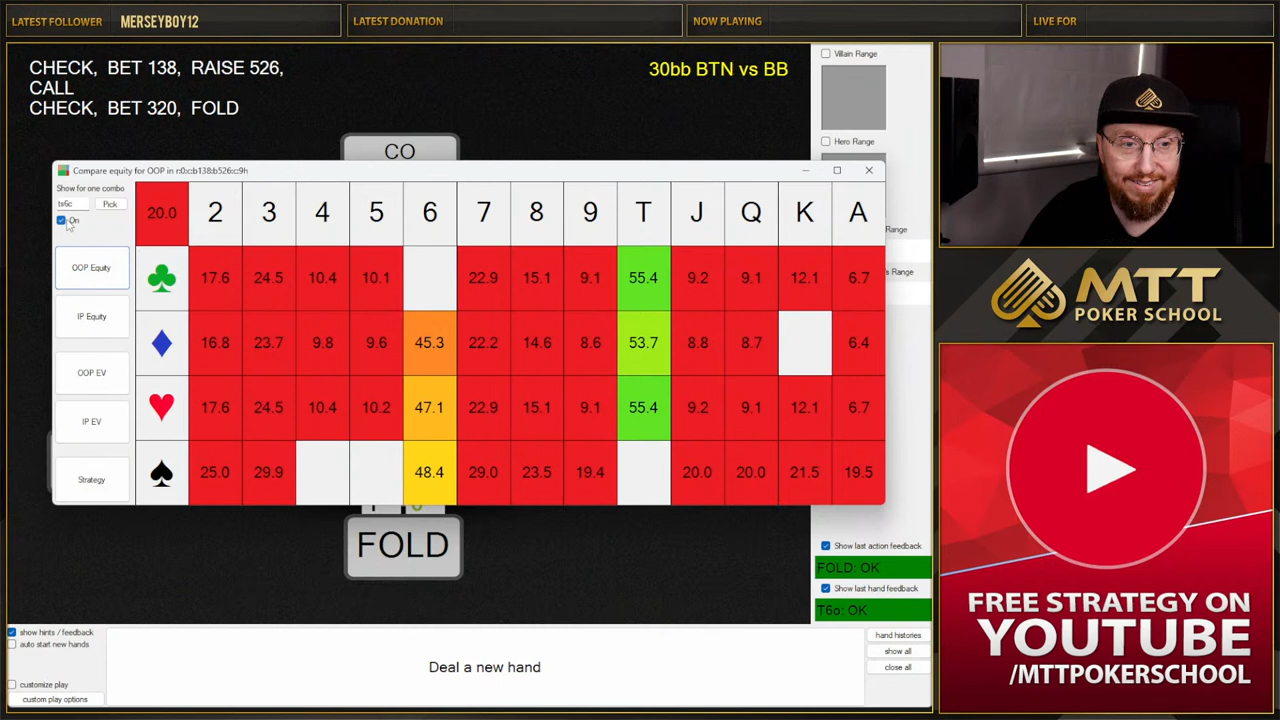 LATEST FOLLOWER MERSEYBOY12 LATEST DONATION NOW PLAYING LIVE FOR
CHECK, BET 138, RAISE 526,
CALL
CHECK, BET 320, FOLD
30bb BTN vs BB
Villain Range
Hero Range
CO
Compare equity for OOP in r:0:c:b138:b526:c:9h
Show for one combo
ts6c Pick
On
20.0 2 3 4 5 6 7 8 9 T J Q K A
♣ 17.6 24.5 10.4 10.1 22.9 15.1 9.1 55.4 9.2 9.1 12.1 6.7
♦ 16.8 23.7 9.8 9.6 45.3 22.2 14.6 8.6 53.7 8.8 8.7 6.4
♥ 17.6 24.5 10.4 10.2 47.1 22.9 15.1 9.1 55.4 9.2 9.1 12.1 6.7
♠ 25.0 29.9 48.4 29.0 23.5 19.4 20.0 20.0 21.5 19.5
OOP Equity
IP Equity
OOP EV
IP EV
Strategy
Range
s Range
FOLD
Show last action feedback
FOLD: OK
Show last hand feedback
T6o: OK
show hints / feedback
auto start new hands
customize play
custom play options
Deal a new hand
hand histories
show all
close all
MTT
POKER SCHOOL
FREE STRATEGY ON
YOUTUBE
/MTTPOKERSCHOOL